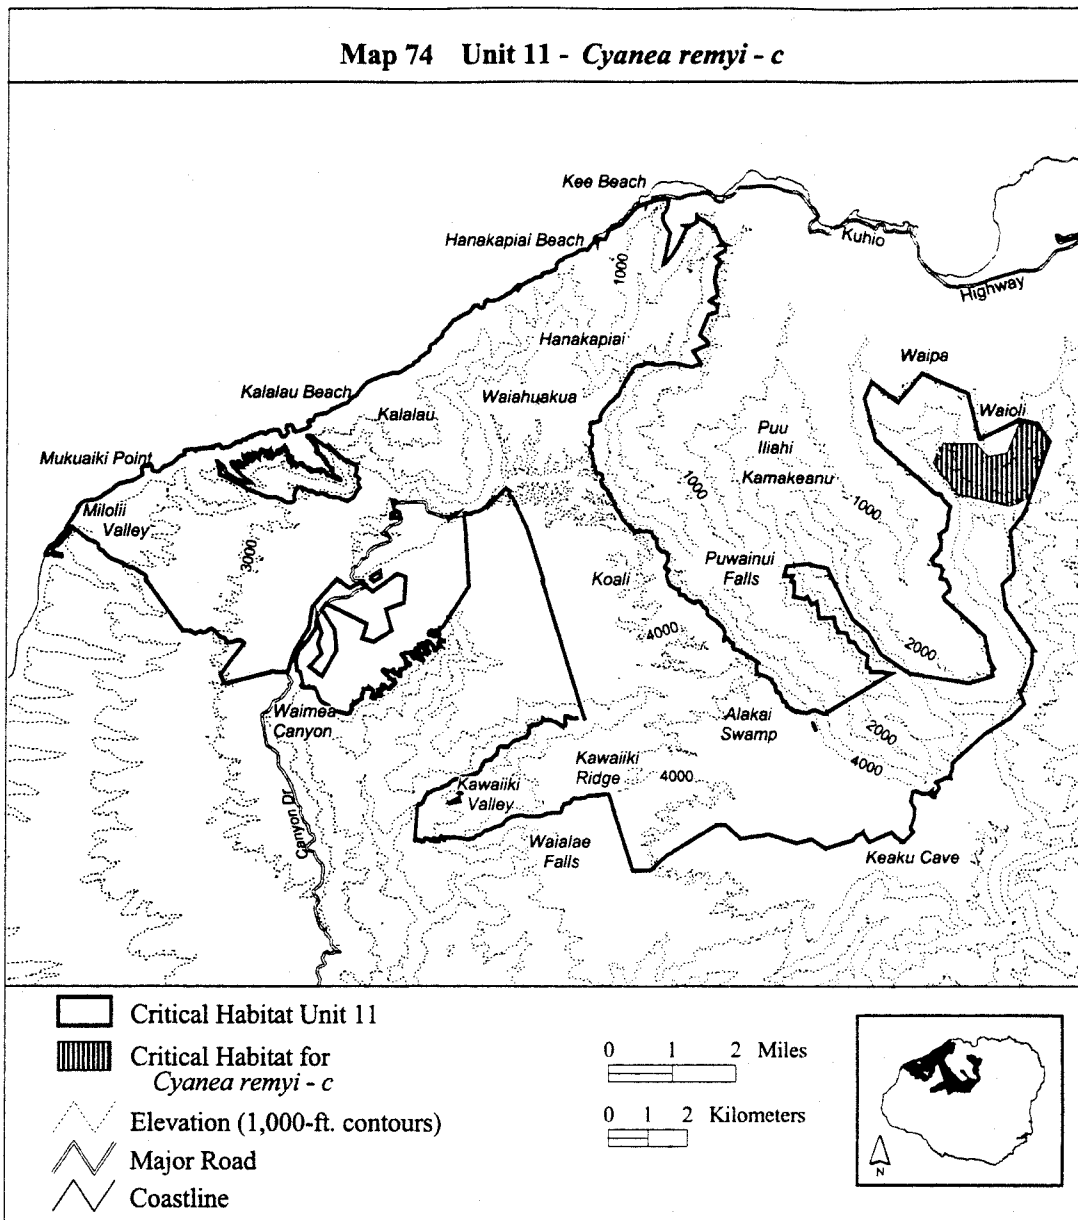 Map 74 Unit 11 - Cyanea remyi - c
Kee Beach
Hanakapiai Beach
Kuhio
Highway
1000
Hanakapiai
Waipa
Kalalau Beach
Waiahuakua
Kalalau
Waioli
Puu
Iliahi
Mukuaiki Point
Kamakeanu
1000
1000
Milolii
Valley
3000
Puwainui
Falls
Koali
4000
2000
Waimea
Canyon
Alakai
Swamp
2000
Kawaiiki
Ridge
4000
4000
Kawaiiki
Valley
Canyon Dr
Waialae
Falls
Keaku Cave
Critical Habitat Unit 11
Critical Habitat for
Cyanea remyi - c
Elevation (1,000-ft. contours)
Major Road
Coastline
0 1 2 Miles
0 1 2 Kilometers
N